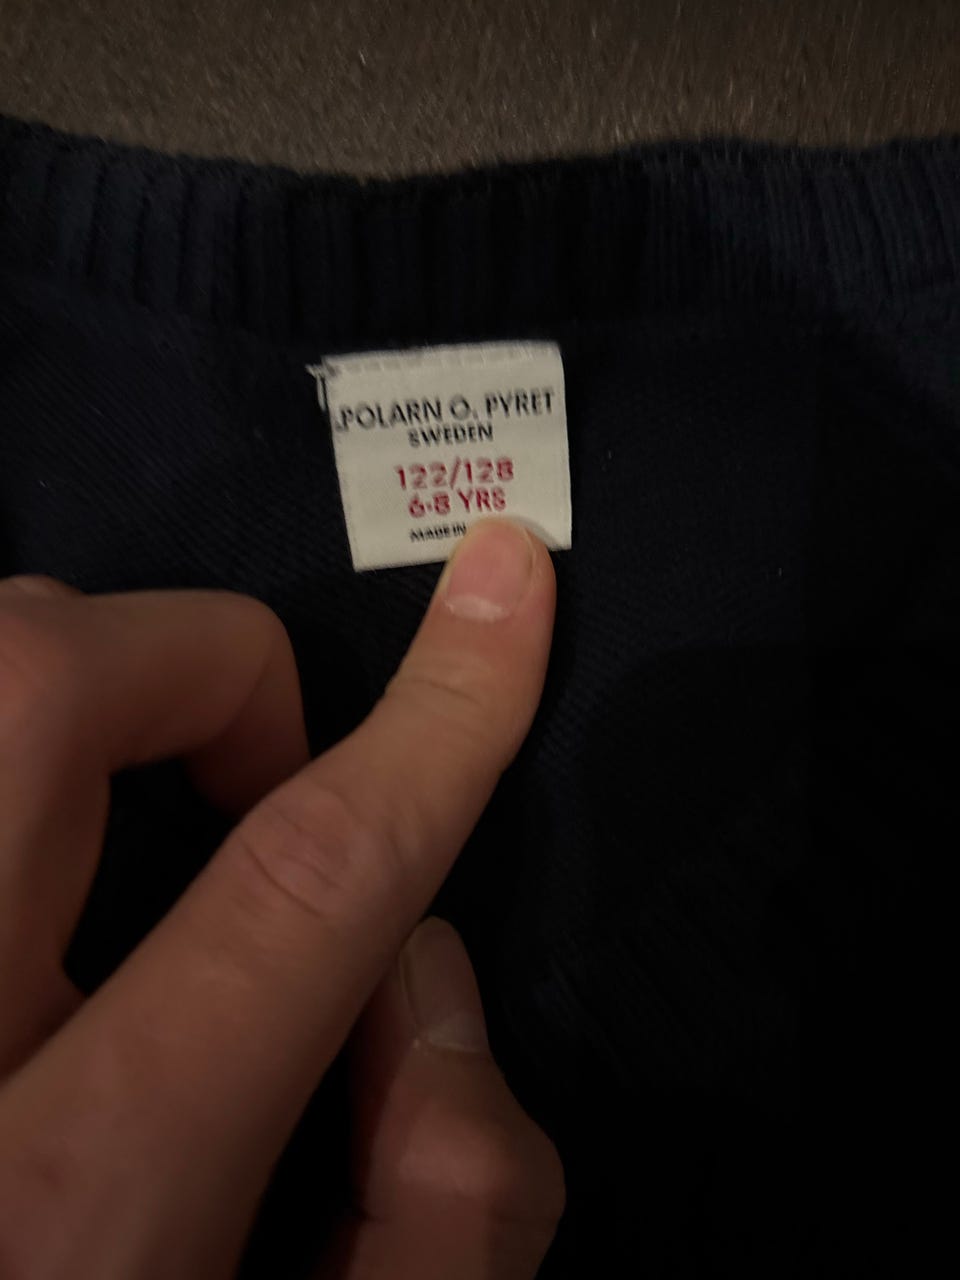 POLARN O. PYRET
SWEDEN
122/128
6-8 YRS
MADE IN